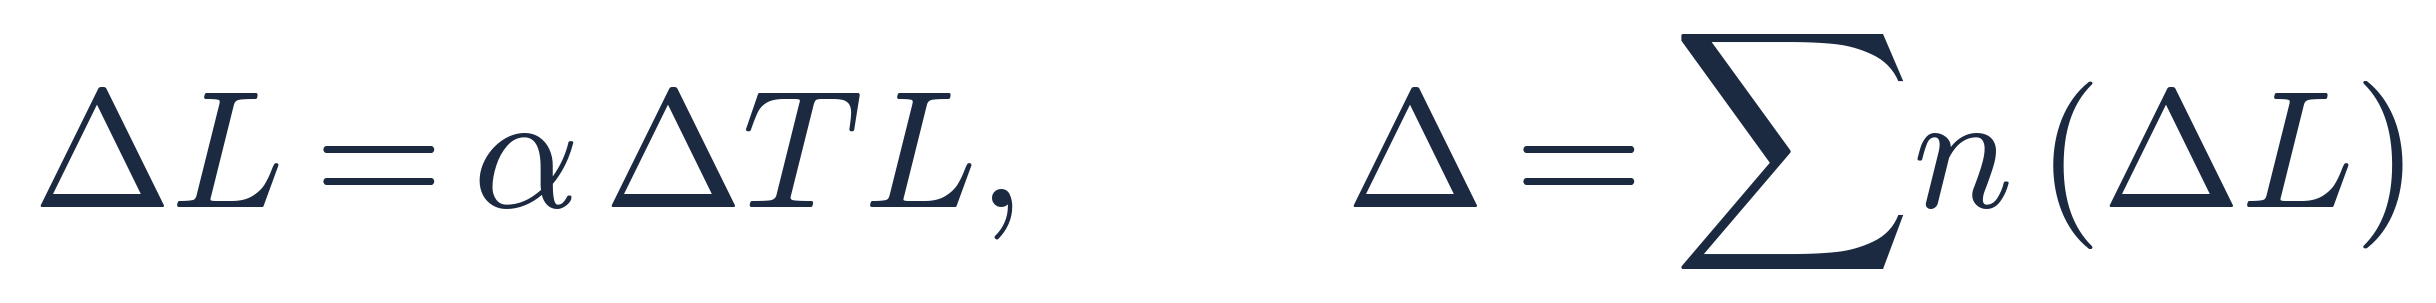 ΔL = α ΔT L, Δ = ∑ n (ΔL)